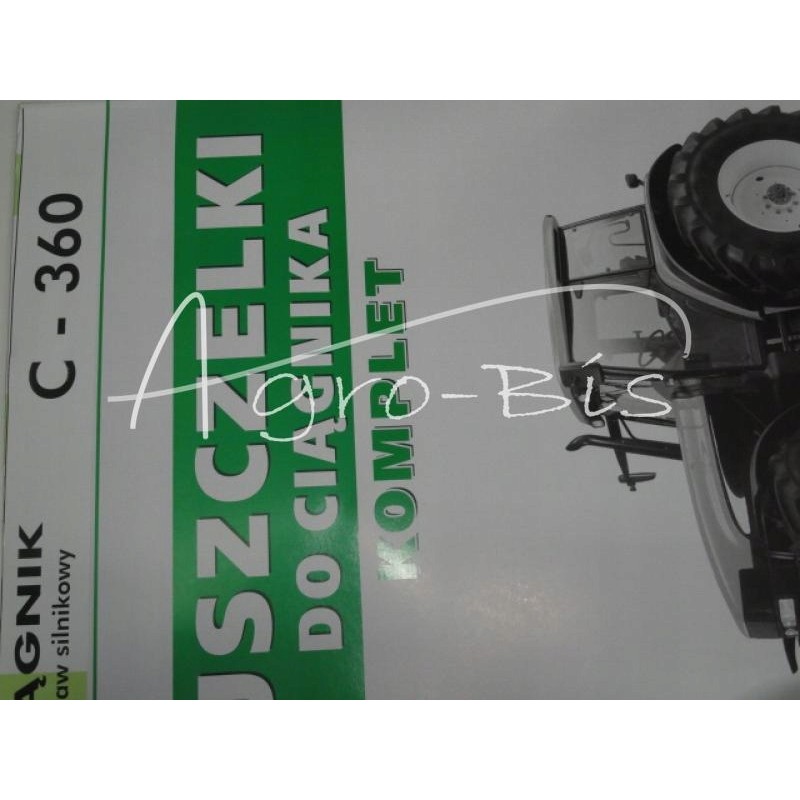 USZCZELKI
DO CIĄGNIKA
KOMPLET
ĄGNIK C - 360
aw silnikowy
Agro-Bis